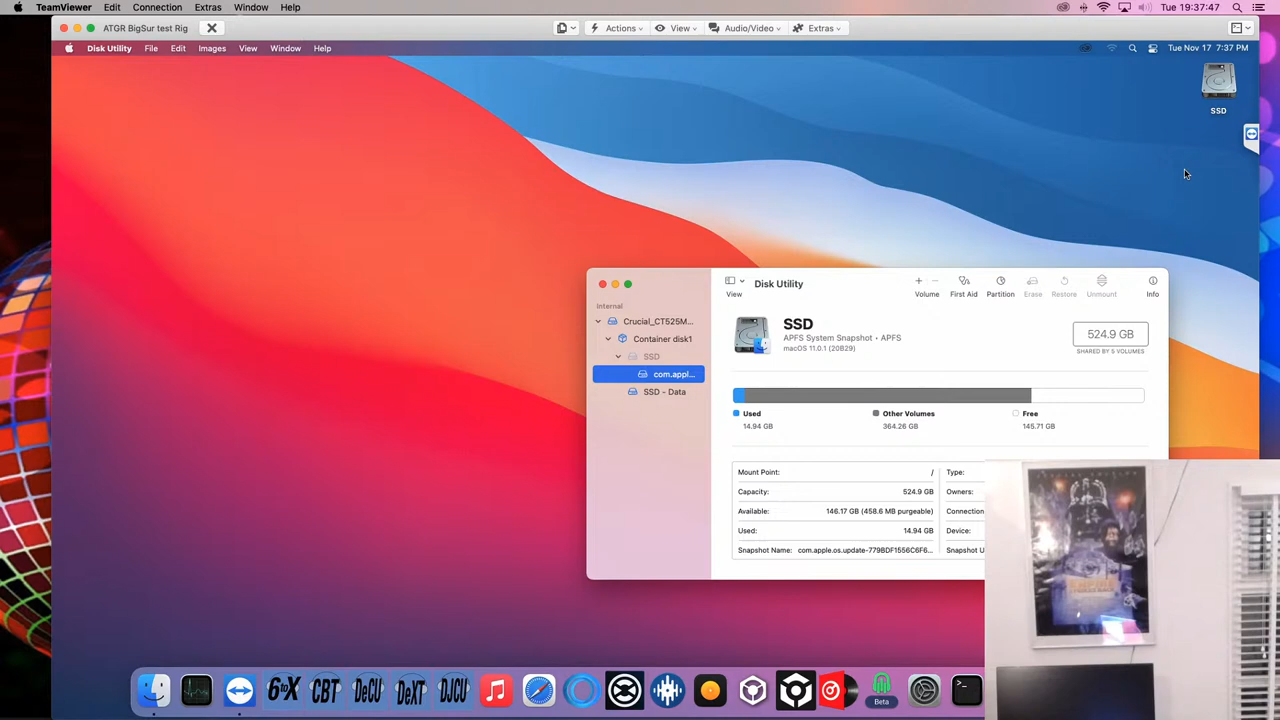 TeamViewer Edit Connection Extras Window Help
Tue 19:37:47
ATGR BigSur test Rig
Actions View Audio/Video Extras
Disk Utility File Edit Images View Window Help
Tue Nov 17 7:37 PM
SSD
Disk Utility
View
Volume First Aid Partition Erase Restore Unmount Info
Internal
Crucial_CT525M...
Container disk1
SSD
com.appl...
SSD - Data
SSD
APFS System Snapshot • APFS
macOS 11.0.1 (20B29)
524.9 GB
SHARED BY 5 VOLUMES
Used
14.94 GB
Other Volumes
364.26 GB
Free
145.71 GB
Mount Point: /
Type:
Capacity: 524.9 GB
Owners:
Available: 146.17 GB (458.6 MB purgeable)
Connection
Used: 14.94 GB
Device:
Snapshot Name: com.apple.os.update-779BDF1556C6F6...
Snapshot U
6toX CBT DeCU DeXT DJCU
Beta
EMPIRE